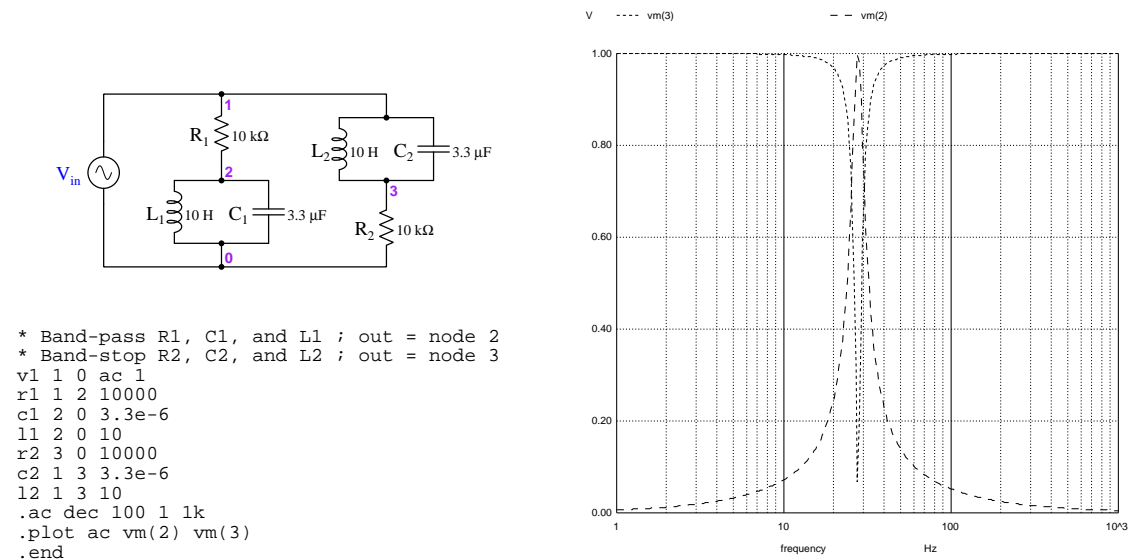 1
R1 10 kΩ
Vin
2
L1 10 H C1 3.3 μF
0
L2 10 H C2 3.3 μF
3
R2 10 kΩ
* Band-pass R1, C1, and L1 ; out = node 2
* Band-stop R2, C2, and L2 ; out = node 3
v1 1 0 ac 1
r1 1 2 10000
c1 2 0 3.3e-6
l1 2 0 10
r2 3 0 10000
c2 1 3 3.3e-6
l2 1 3 10
.ac dec 100 1 1k
.plot ac vm(2) vm(3)
.end
V vm(3) vm(2)
1.00
0.80
0.60
0.40
0.20
0.00
1 10 100 10^3
frequency Hz